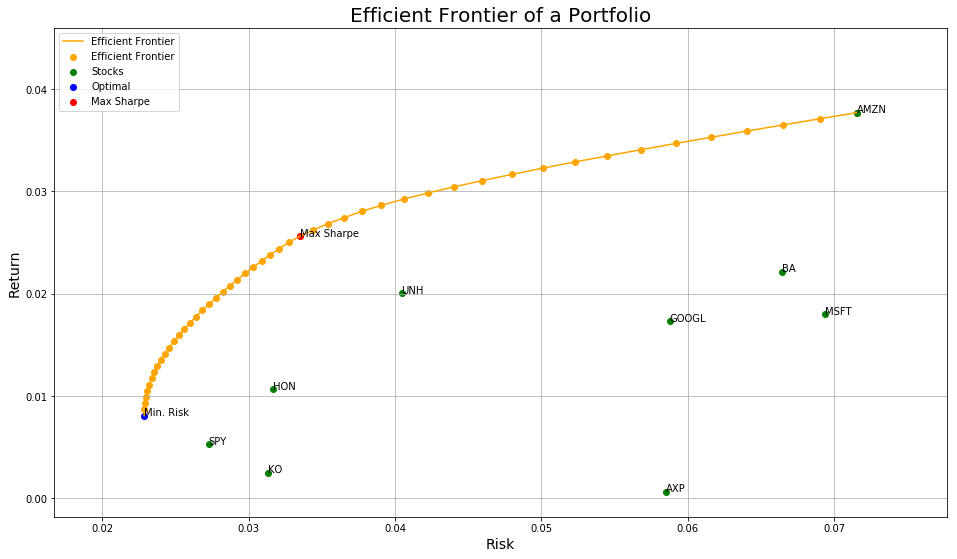 Efficient Frontier of a Portfolio
Efficient Frontier
Efficient Frontier
Stocks
Optimal
Max Sharpe
0.04
0.03
0.02
0.01
0.00
Return
AMZN
Max Sharpe
BA
UNH
MSFT
GOOGL
HON
Min. Risk
SPY
KO
AXP
0.02
0.03
0.04
0.05
0.06
0.07
Risk